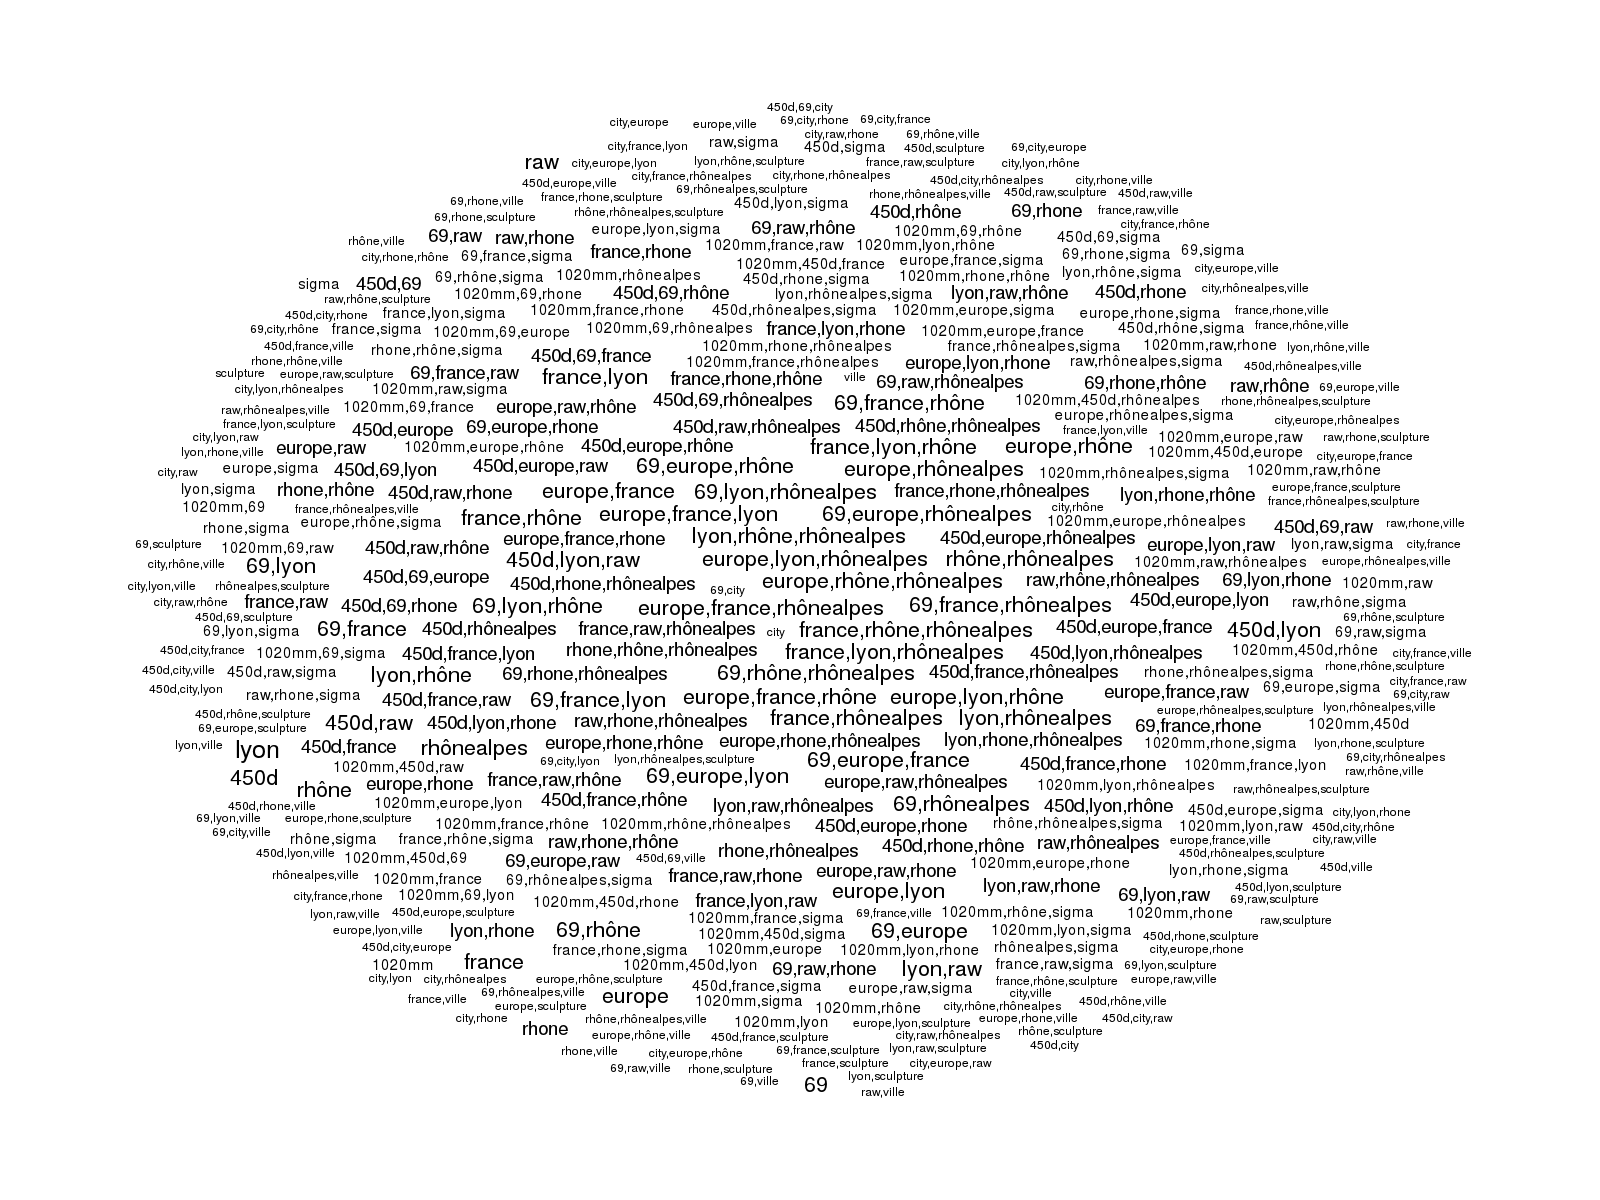 450d,69,city
city,europe europe,ville 69,city,rhone 69,city,france
city,raw,rhone 69,rhône,ville
city,france,lyon raw,sigma 450d,sigma 450d,sculpture 69,city,europe
raw city,europe,lyon lyon,rhône,sculpture france,raw,sculpture city,lyon,rhône
450d,europe,ville city,france,rhônealpes city,rhone,rhônealpes 450d,city,rhônealpes city,rhone,ville
69,rhone,ville france,rhone,sculpture 69,rhônealpes,sculpture rhone,rhônealpes,ville 450d,raw,sculpture 450d,raw,ville
69,rhone,sculpture rhône,rhônealpes,sculpture 450d,lyon,sigma 450d,rhône 69,rhone france,raw,ville
rhône,ville 69,raw raw,rhone europe,lyon,sigma 69,raw,rhône 1020mm,69,rhône 450d,69,sigma city,france,rhône
city,rhone,rhône 69,france,sigma france,rhone 1020mm,france,raw 1020mm,lyon,rhône 69,rhone,sigma 69,sigma
1020mm,450d,france europe,france,sigma
sigma 450d,69 69,rhône,sigma 1020mm,rhônealpes 450d,rhone,sigma 1020mm,rhone,rhône lyon,rhône,sigma city,europe,ville
raw,rhône,sculpture 1020mm,69,rhone 450d,69,rhône lyon,rhônealpes,sigma lyon,raw,rhône 450d,rhone city,rhônealpes,ville
450d,city,rhone france,lyon,sigma 1020mm,france,rhone 450d,rhônealpes,sigma 1020mm,europe,sigma europe,rhone,sigma france,rhone,ville
69,city,rhône france,sigma 1020mm,69,europe 1020mm,69,rhônealpes france,lyon,rhone 1020mm,europe,france 450d,rhône,sigma france,rhône,ville
450d,france,ville rhone,rhône,sigma 450d,69,france 1020mm,rhone,rhônealpes france,rhônealpes,sigma 1020mm,raw,rhone lyon,rhône,ville
rhone,rhône,ville 1020mm,france,rhônealpes europe,lyon,rhone raw,rhônealpes,sigma 450d,rhônealpes,ville
sculpture europe,raw,sculpture 69,france,raw france,lyon france,rhone,rhône ville 69,raw,rhônealpes 69,rhone,rhône raw,rhône 69,europe,ville
city,lyon,rhônealpes 1020mm,raw,sigma
raw,rhônealpes,ville 1020mm,69,france europe,raw,rhône 450d,69,rhônealpes 69,france,rhône 1020mm,450d,rhônealpes rhone,rhônealpes,sculpture
france,lyon,sculpture 450d,europe 69,europe,rhone 450d,raw,rhônealpes 450d,rhône,rhônealpes europe,rhônealpes,sigma city,europe,rhônealpes
city,lyon,raw france,lyon,ville 1020mm,europe,raw raw,rhone,sculpture
lyon,rhone,ville europe,raw 1020mm,europe,rhône 450d,europe,rhône france,lyon,rhône europe,rhône 1020mm,450d,europe city,europe,france
city,raw europe,sigma 450d,69,lyon 450d,europe,raw 69,europe,rhône europe,rhônealpes 1020mm,rhônealpes,sigma 1020mm,raw,rhône
lyon,sigma rhone,rhône 450d,raw,rhone europe,france 69,lyon,rhônealpes france,rhone,rhônealpes lyon,rhone,rhône europe,france,sculpture
1020mm,69 france,rhônealpes,ville city,rhône france,rhônealpes,sculpture
rhone,sigma europe,rhône,sigma france,rhône europe,france,lyon 69,europe,rhônealpes 1020mm,europe,rhônealpes 450d,69,raw raw,rhone,ville
69,sculpture 1020mm,69,raw 450d,raw,rhône europe,france,rhone lyon,rhône,rhônealpes 450d,europe,rhônealpes europe,lyon,raw lyon,raw,sigma city,france
city,rhône,ville 69,lyon 450d,lyon,raw europe,lyon,rhônealpes rhône,rhônealpes 1020mm,raw,rhônealpes europe,rhônealpes,ville
city,lyon,ville rhônealpes,sculpture 450d,69,europe 450d,rhone,rhônealpes 69,city europe,rhône,rhônealpes raw,rhône,rhônealpes 69,lyon,rhone 1020mm,raw
city,raw,rhône france,raw 450d,69,rhone 69,lyon,rhône europe,france,rhônealpes 69,france,rhônealpes 450d,europe,lyon raw,rhône,sigma
450d,69,sculpture 69,rhône,sculpture
69,lyon,sigma 69,france 450d,rhônealpes france,raw,rhônealpes city france,rhône,rhônealpes 450d,europe,france 450d,lyon 69,raw,sigma
450d,city,france 1020mm,69,sigma 450d,france,lyon rhone,rhône,rhônealpes france,lyon,rhônealpes 450d,lyon,rhônealpes 1020mm,450d,rhône city,france,ville
450d,city,ville 450d,raw,sigma lyon,rhône 69,rhone,rhônealpes 69,rhône,rhônealpes 450d,france,rhônealpes rhone,rhônealpes,sigma rhone,rhône,sculpture
450d,city,lyon raw,rhone,sigma 450d,france,raw 69,france,lyon europe,france,rhône europe,lyon,rhône europe,france,raw 69,europe,sigma city,france,raw
69,city,raw
450d,rhône,sculpture 450d,raw 450d,lyon,rhone raw,rhone,rhônealpes france,rhônealpes lyon,rhônealpes europe,rhônealpes,sculpture lyon,rhônealpes,ville
69,europe,sculpture 69,france,rhone 1020mm,450d
lyon,ville lyon 450d,france rhônealpes europe,rhone,rhône europe,rhone,rhônealpes lyon,rhone,rhônealpes 1020mm,rhone,sigma lyon,rhone,sculpture
450d 1020mm,450d,raw 69,city,lyon lyon,rhônealpes,sculpture 69,europe,france 450d,france,rhone 1020mm,france,lyon 69,city,rhônealpes
raw,rhône,ville
rhône europe,rhone france,raw,rhône 69,europe,lyon europe,raw,rhônealpes 1020mm,lyon,rhônealpes raw,rhônealpes,sculpture
450d,rhone,ville 1020mm,europe,lyon 450d,france,rhône lyon,raw,rhônealpes 69,rhônealpes 450d,lyon,rhône 450d,europe,sigma city,lyon,rhone
69,lyon,ville europe,rhone,sculpture 1020mm,france,rhône 1020mm,rhône,rhônealpes 450d,europe,rhone rhône,rhônealpes,sigma 1020mm,lyon,raw 450d,city,rhône
69,city,ville rhône,sigma france,rhône,sigma raw,rhone,rhône 450d,rhone,rhône raw,rhônealpes europe,france,ville city,raw,ville
450d,lyon,ville 1020mm,450d,69 69,europe,raw 450d,69,ville rhone,rhônealpes 1020mm,europe,rhone 450d,rhônealpes,sculpture
rhônealpes,ville 1020mm,france 69,rhônealpes,sigma france,raw,rhone europe,raw,rhone lyon,rhone,sigma 450d,ville
city,france,rhone 1020mm,69,lyon 1020mm,450d,rhone france,lyon,raw europe,lyon lyon,raw,rhone 69,lyon,raw 450d,lyon,sculpture
69,raw,sculpture
lyon,raw,ville 450d,europe,sculpture 1020mm,france,sigma 69,france,ville 1020mm,rhône,sigma 1020mm,rhone raw,sculpture
europe,lyon,ville lyon,rhone 69,rhône 1020mm,450d,sigma 69,europe 1020mm,lyon,sigma 450d,rhone,sculpture
450d,city,europe france,rhone,sigma 1020mm,europe 1020mm,lyon,rhone rhônealpes,sigma city,europe,rhone
1020mm france 1020mm,450d,lyon 69,raw,rhone lyon,raw france,raw,sigma 69,lyon,sculpture
city,lyon city,rhônealpes europe,rhône,sculpture 450d,france,sigma europe,raw,sigma france,rhône,sculpture europe,raw,ville
france,ville 69,rhônealpes,ville europe 1020mm,sigma city,ville 450d,rhône,ville
europe,sculpture 1020mm,rhône city,rhône,rhônealpes
city,rhone rhone rhône,rhônealpes,ville 1020mm,lyon europe,lyon,sculpture europe,rhone,ville 450d,city,raw
europe,rhône,ville 450d,france,sculpture city,raw,rhônealpes rhône,sculpture
rhone,ville city,europe,rhône 69,france,sculpture lyon,raw,sculpture 450d,city
69,raw,ville rhone,sculpture france,sculpture city,europe,raw
69,ville 69 lyon,sculpture
raw,ville